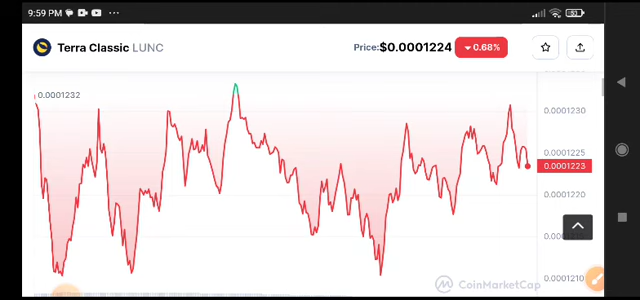 9:59 PM
Terra Classic LUNC
Price: $0.0001224
0.68%
0.0001232
0.0001230
0.0001225
0.0001223
0.0001220
0.0001210
CoinMarketCap